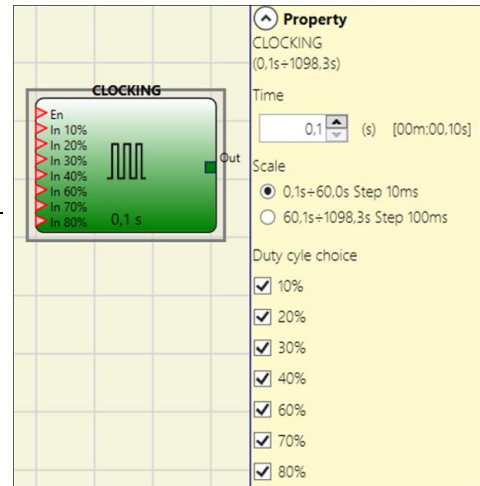 CLOCKING
En
In 10%
In 20%
In 30%
In 40%
In 60%
In 70%
In 80%
0,1 s
Out
Property
CLOCKING
(0,1s÷1098,3s)
Time
0,1 (s) [00m:00,10s]
Scale
0,1s÷60,0s Step 10ms
60,1s÷1098,3s Step 100ms
Duty cyle choice
10%
20%
30%
40%
60%
70%
80%